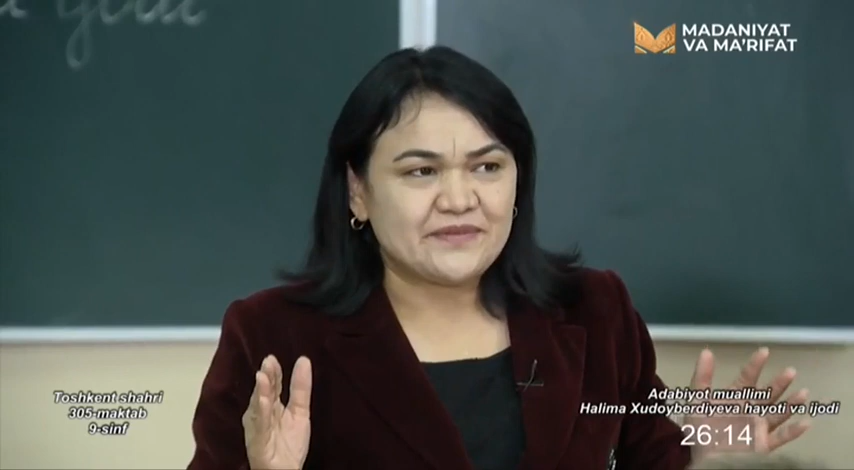 MADANIYAT
VA MA'RIFAT
Toshkent shahri
305-maktab
9-sinf
Adabiyot muallimi
Halima Xudoyberdiyeva hayoti va ijodi
26:14